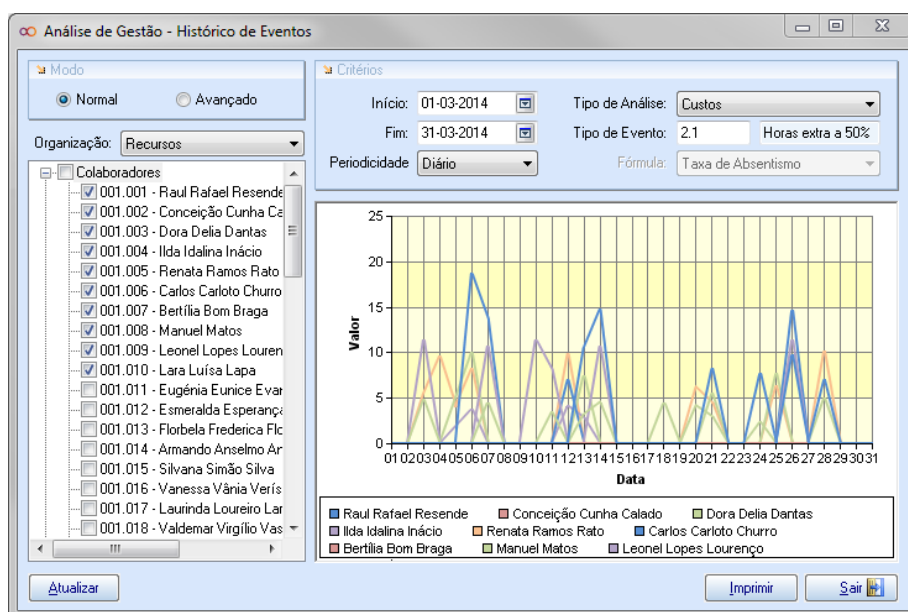 Análise de Gestão - Histórico de Eventos
Modo
Normal Avançado
Organização: Recursos
Colaboradores
001.001 - Raul Rafael Resende
001.002 - Conceição Cunha Ca
001.003 - Dora Delia Dantas
001.004 - Ilda Idalina Inácio
001.005 - Renata Ramos Rato
001.006 - Carlos Carloto Churro
001.007 - Bertília Bom Braga
001.008 - Manuel Matos
001.009 - Leonel Lopes Louren
001.010 - Lara Luísa Lapa
001.011 - Eugénia Eunice Evar
001.012 - Esmeralda Esperança
001.013 - Florbela Frederica Flc
001.014 - Armando Anselmo Ar
001.015 - Silvana Simão Silva
001.016 - Vanessa Vânia Verís
001.017 - Laurinda Loureiro Lar
001.018 - Valdemar Virgílio Vas
Critérios
Início: 01-03-2014 Tipo de Análise: Custos
Fim: 31-03-2014 Tipo de Evento: 2.1 Horas extra a 50%
Periodicidade Diário Fórmula: Taxa de Absentismo
25
20
15
10
5
0
Valor
01 02 03 04 05 06 07 08 09 10 11 12 13 14 15 16 17 18 19 20 21 22 23 24 25 26 27 28 29 30 31
Data
Raul Rafael Resende Conceição Cunha Calado Dora Delia Dantas
Ilda Idalina Inácio Renata Ramos Rato Carlos Carloto Churro
Bertília Bom Braga Manuel Matos Leonel Lopes Lourenço
Atualizar Imprimir Sair